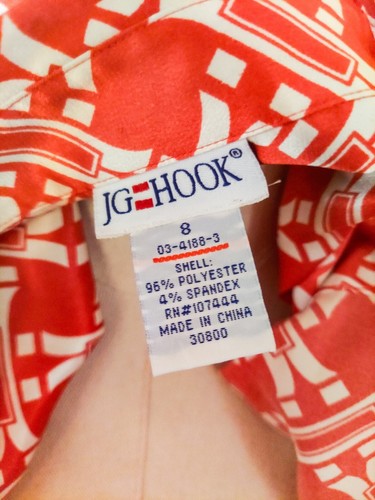 JG HOOK®
8
03-4188-3
SHELL:
96% POLYESTER
4% SPANDEX
RN#107444
MADE IN CHINA
30800